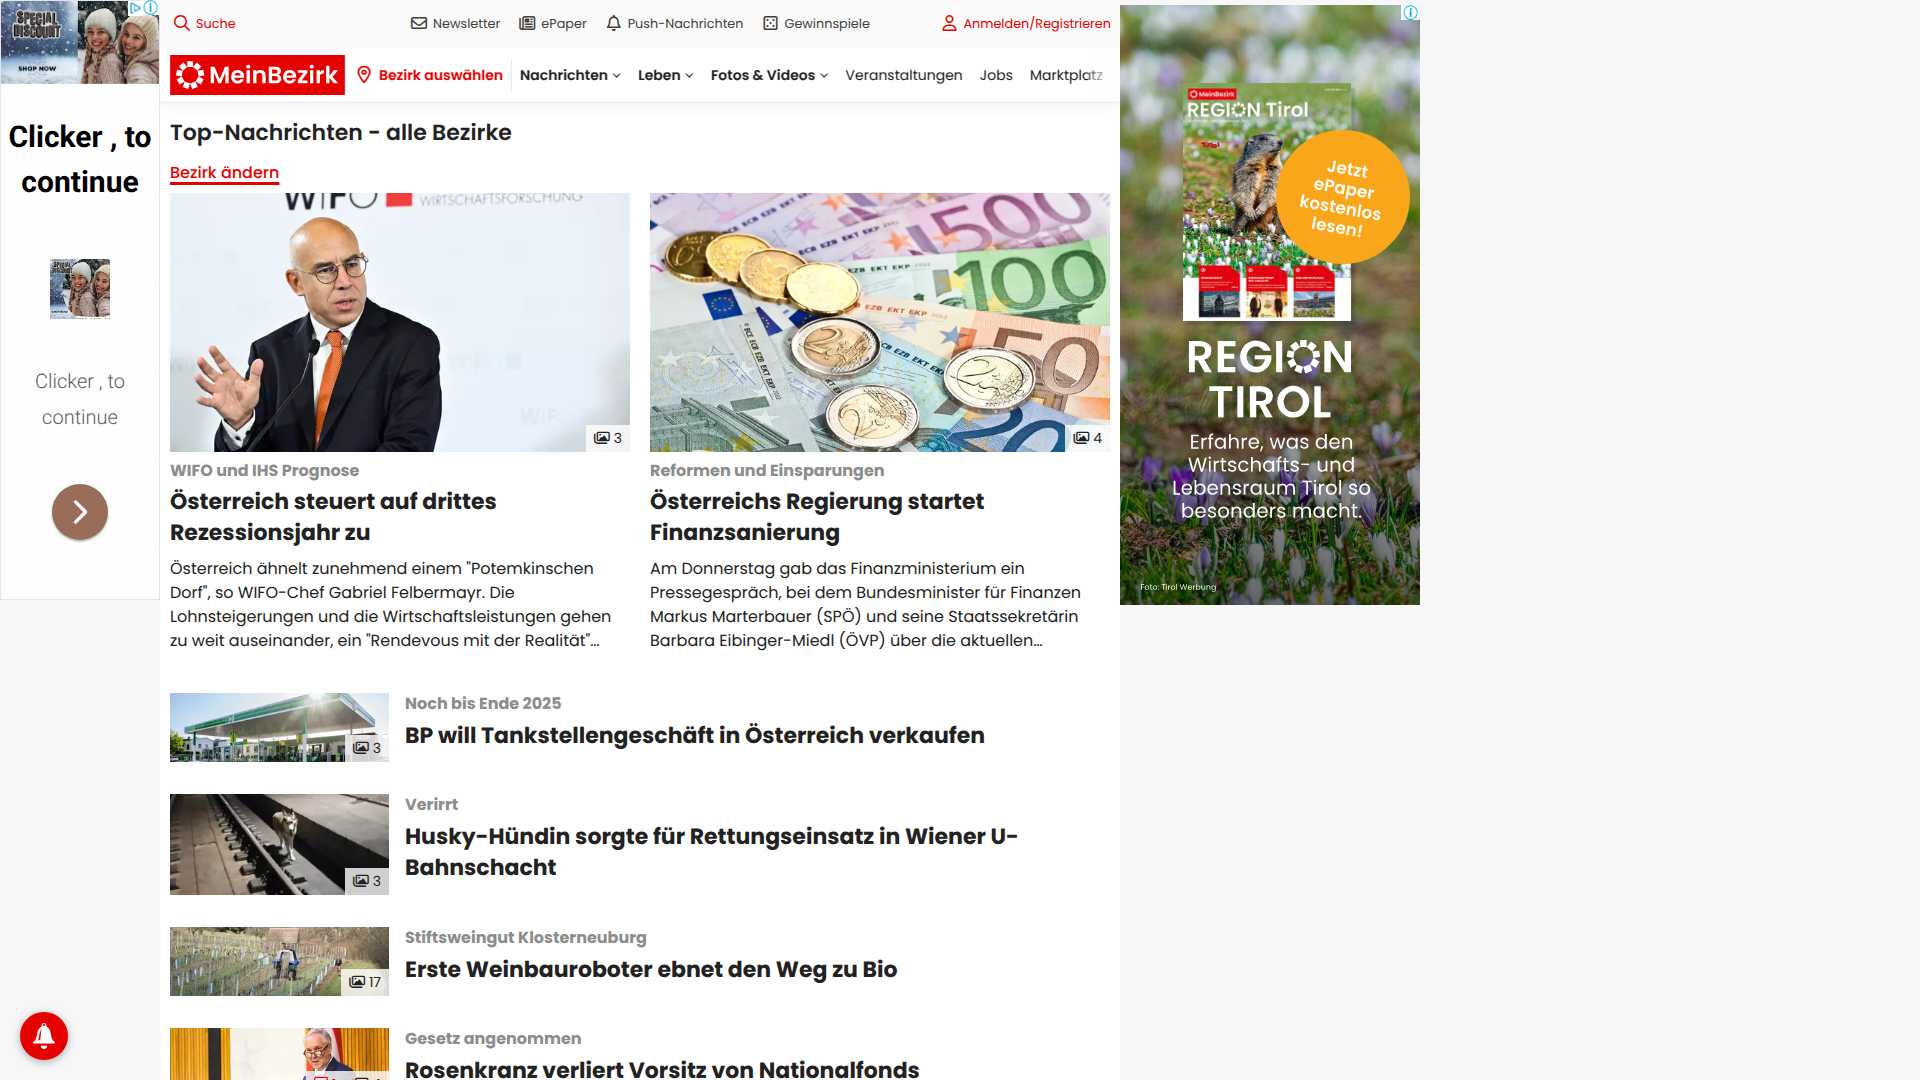 SPECIAL DISCOUNT
SHOP NOW
Clicker , to
continue
Clicker , to
continue
Suche
Newsletter
ePaper
Push-Nachrichten
Gewinnspiele
Anmelden/Registrieren
MeinBezirk
Bezirk auswählen
Nachrichten
Leben
Fotos & Videos
Veranstaltungen
Jobs
Marktplatz
Top-Nachrichten - alle Bezirke
Bezirk ändern
WIRTSCHAFTSFORSCHUNG
3
WIFO und IHS Prognose
Österreich steuert auf drittes
Rezessionsjahr zu
Österreich ähnelt zunehmend einem "Potemkinschen
Dorf", so WIFO-Chef Gabriel Felbermayr. Die
Lohnsteigerungen und die Wirtschaftsleistungen gehen
zu weit auseinander, ein "Rendevous mit der Realität"...
500
100
50
20
4
Reformen und Einsparungen
Österreichs Regierung startet
Finanzsanierung
Am Donnerstag gab das Finanzministerium ein
Pressegespräch, bei dem Bundesminister für Finanzen
Markus Marterbauer (SPÖ) und seine Staatssekretärin
Barbara Eibinger-Miedl (ÖVP) über die aktuellen...
3
Noch bis Ende 2025
BP will Tankstellengeschäft in Österreich verkaufen
3
Verirrt
Husky-Hündin sorgte für Rettungseinsatz in Wiener U-
Bahnschacht
17
Stiftsweingut Klosterneuburg
Erste Weinbauroboter ebnet den Weg zu Bio
Gesetz angenommen
Rosenkranz verliert Vorsitz von Nationalfonds
MeinBezirk
REGION Tirol
Jetzt
ePaper
kostenlos
lesen!
REGION
TIROL
Erfahre, was den
Wirtschafts- und
Lebensraum Tirol so
besonders macht.
Foto: Tirol Werbung